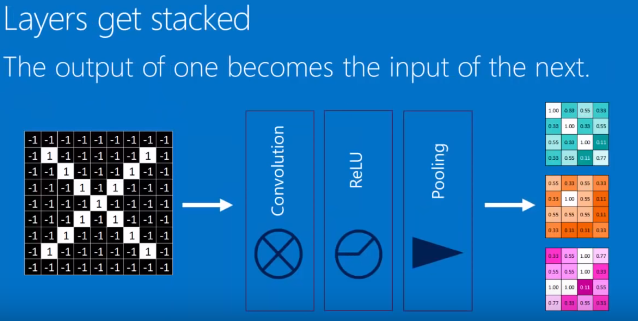 Layers get stacked
The output of one becomes the input of the next.
-1 -1 -1 -1 -1 -1 -1 -1 -1
-1 1 -1 -1 -1 -1 -1 1 -1
-1 -1 1 -1 -1 -1 1 -1 -1
-1 -1 -1 1 -1 1 -1 -1 -1
-1 -1 -1 -1 1 -1 -1 -1 -1
-1 -1 -1 1 -1 1 -1 -1 -1
-1 -1 1 -1 -1 -1 1 -1 -1
-1 1 -1 -1 -1 -1 -1 1 -1
-1 -1 -1 -1 -1 -1 -1 -1 -1
Convolution
ReLU
Pooling
1.00 0.33 0.55 0.33
0.33 1.00 0.33 0.55
0.55 0.33 1.00 0.11
0.33 0.55 0.11 0.77
0.55 0.33 0.55 0.33
0.33 1.00 0.55 0.11
0.55 0.55 0.55 0.11
0.33 0.11 0.11 0.33
0.33 0.55 1.00 0.77
0.55 0.55 1.00 0.33
1.00 1.00 0.11 0.55
0.77 0.33 0.55 0.33